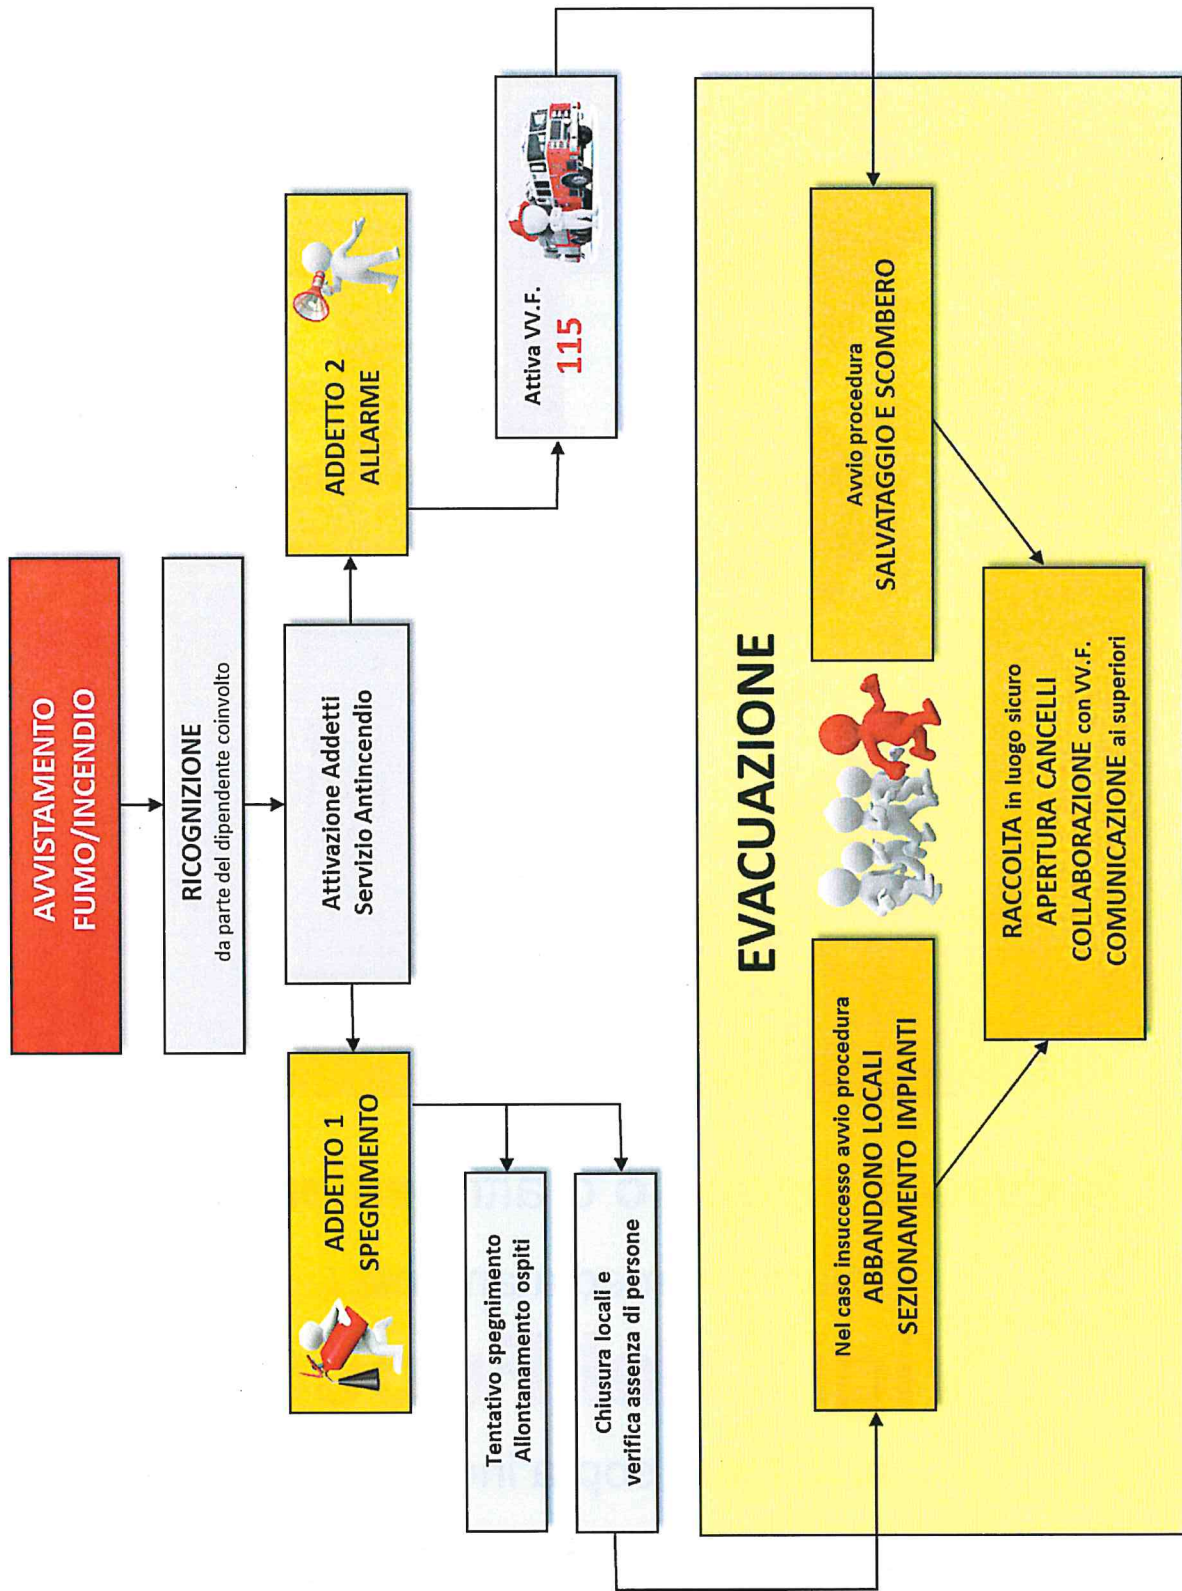 AVVISTAMENTO
FUMO/INCENDIO
RICOGNIZIONE
da parte del dipendente coinvolto
Attivazione Addetti
Servizio Antincendio
ADDETTO 1
SPEGNIMENTO
ADDETTO 2
ALLARME
Tentativo spegnimento
Allontanamento ospiti
Chiusura locali e
verifica assenza di persone
Attiva VV.F.
115
EVACUAZIONE
Nel caso insuccesso avvio procedura
ABBANDONO LOCALI
SEZIONAMENTO IMPIANTI
Avvio procedura
SALVATAGGIO E SCOMBERO
RACCOLTA in luogo sicuro
APERTURA CANCELLI
COLLABORAZIONE con VV.F.
COMUNICAZIONE ai superiori